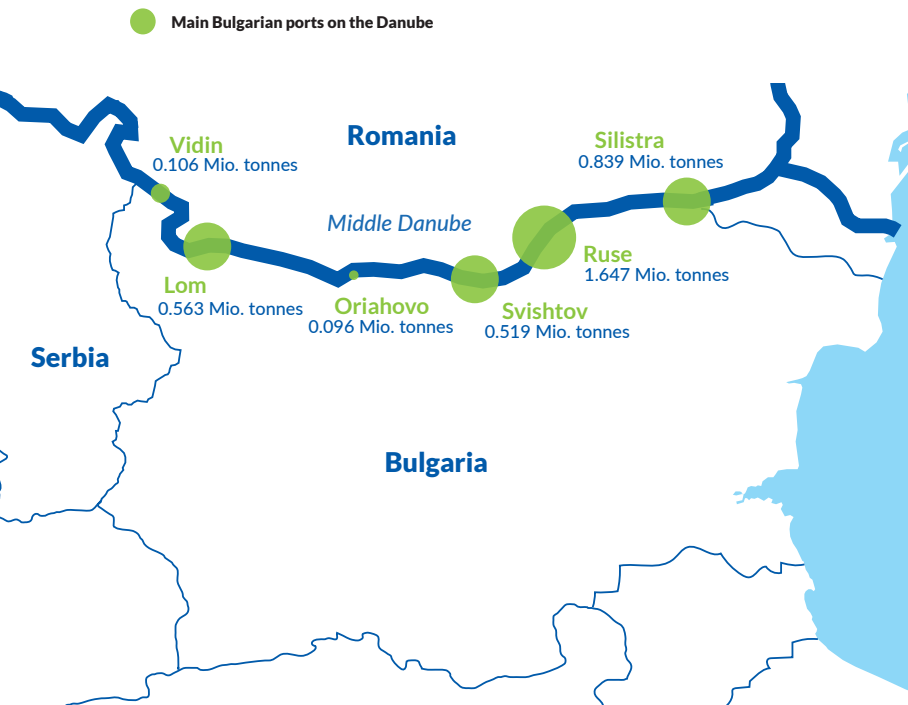 Main Bulgarian ports on the Danube
Romania
Vidin
0.106 Mio. tonnes
Silistra
0.839 Mio. tonnes
Middle Danube
Ruse
1.647 Mio. tonnes
Lom
0.563 Mio. tonnes
Oriahovo
0.096 Mio. tonnes
Svishtov
0.519 Mio. tonnes
Serbia
Bulgaria